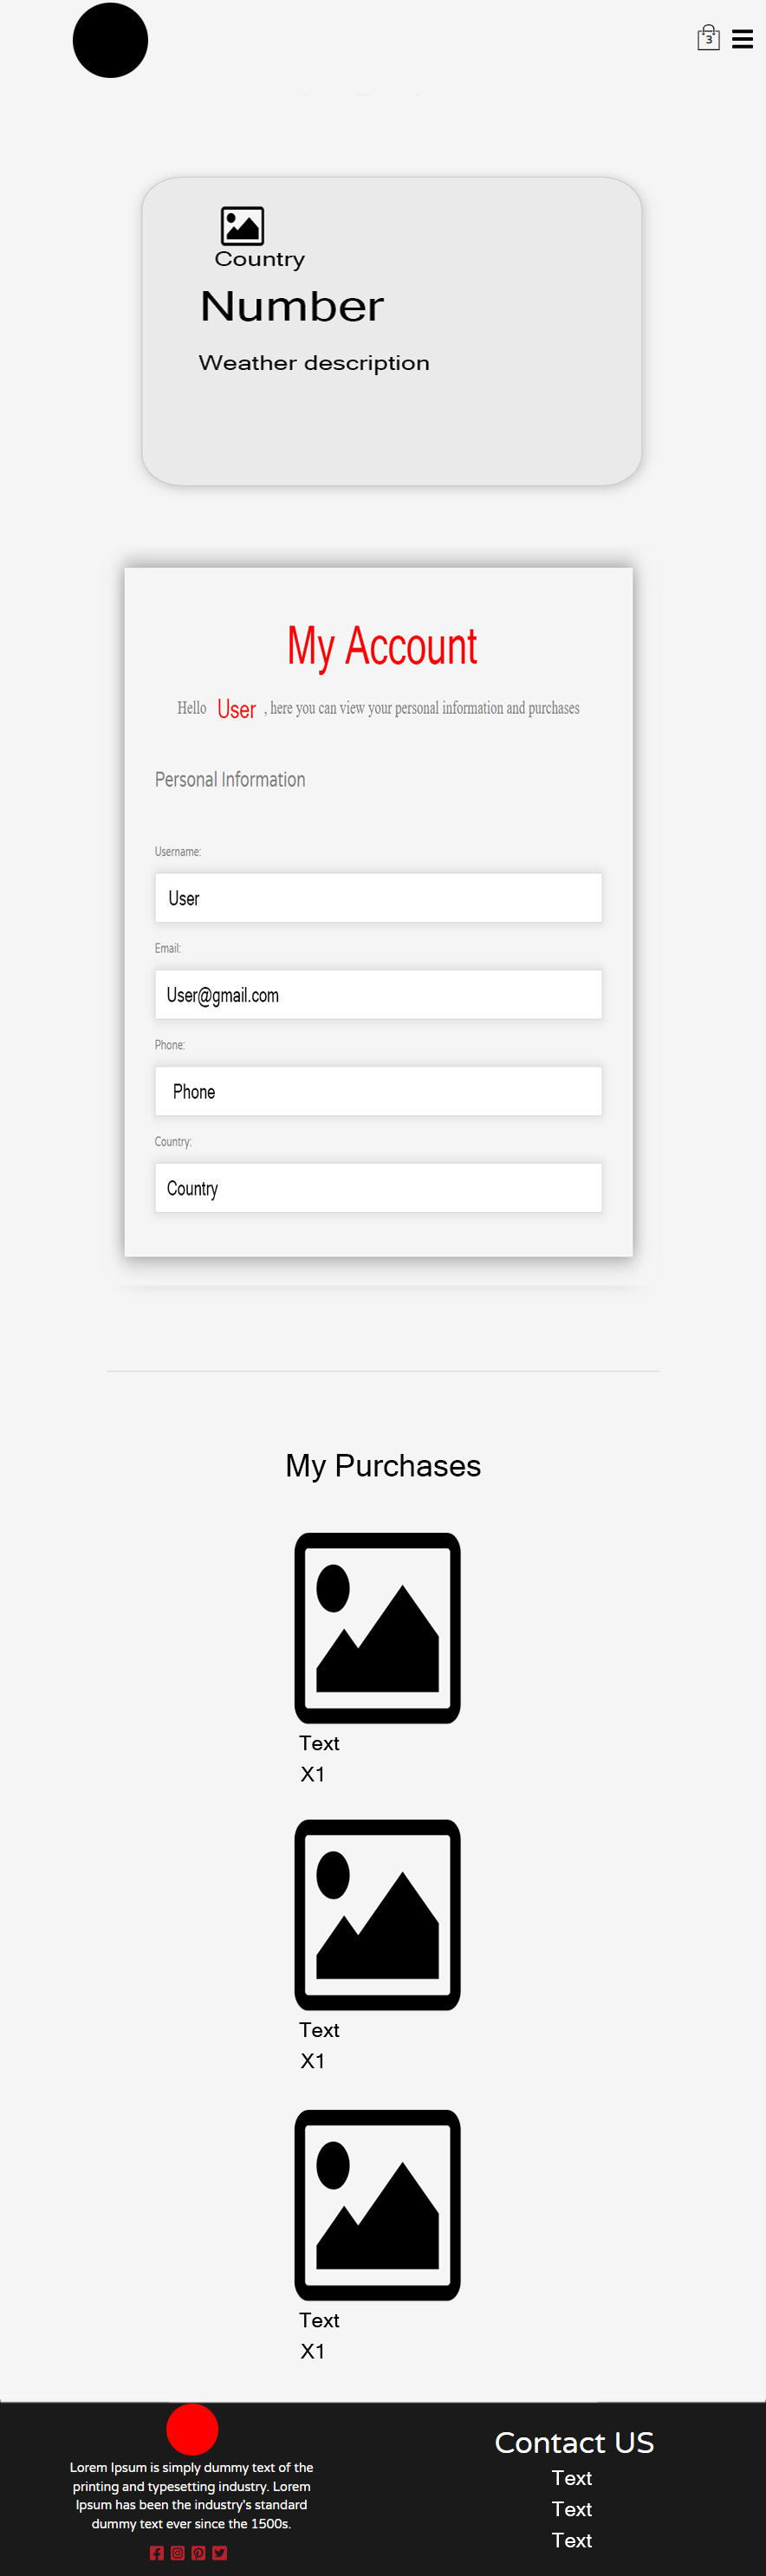 3
Country
Number
Weather description
My Account
Hello User , here you can view your personal information and purchases
Personal Information
Username:
User
Email:
User@gmail.com
Phone:
Phone
Country:
Country
My Purchases
Text
X1
Text
X1
Text
X1
Lorem Ipsum is simply dummy text of the
printing and typesetting industry. Lorem
Ipsum has been the industry's standard
dummy text ever since the 1500s.
Contact US
Text
Text
Text